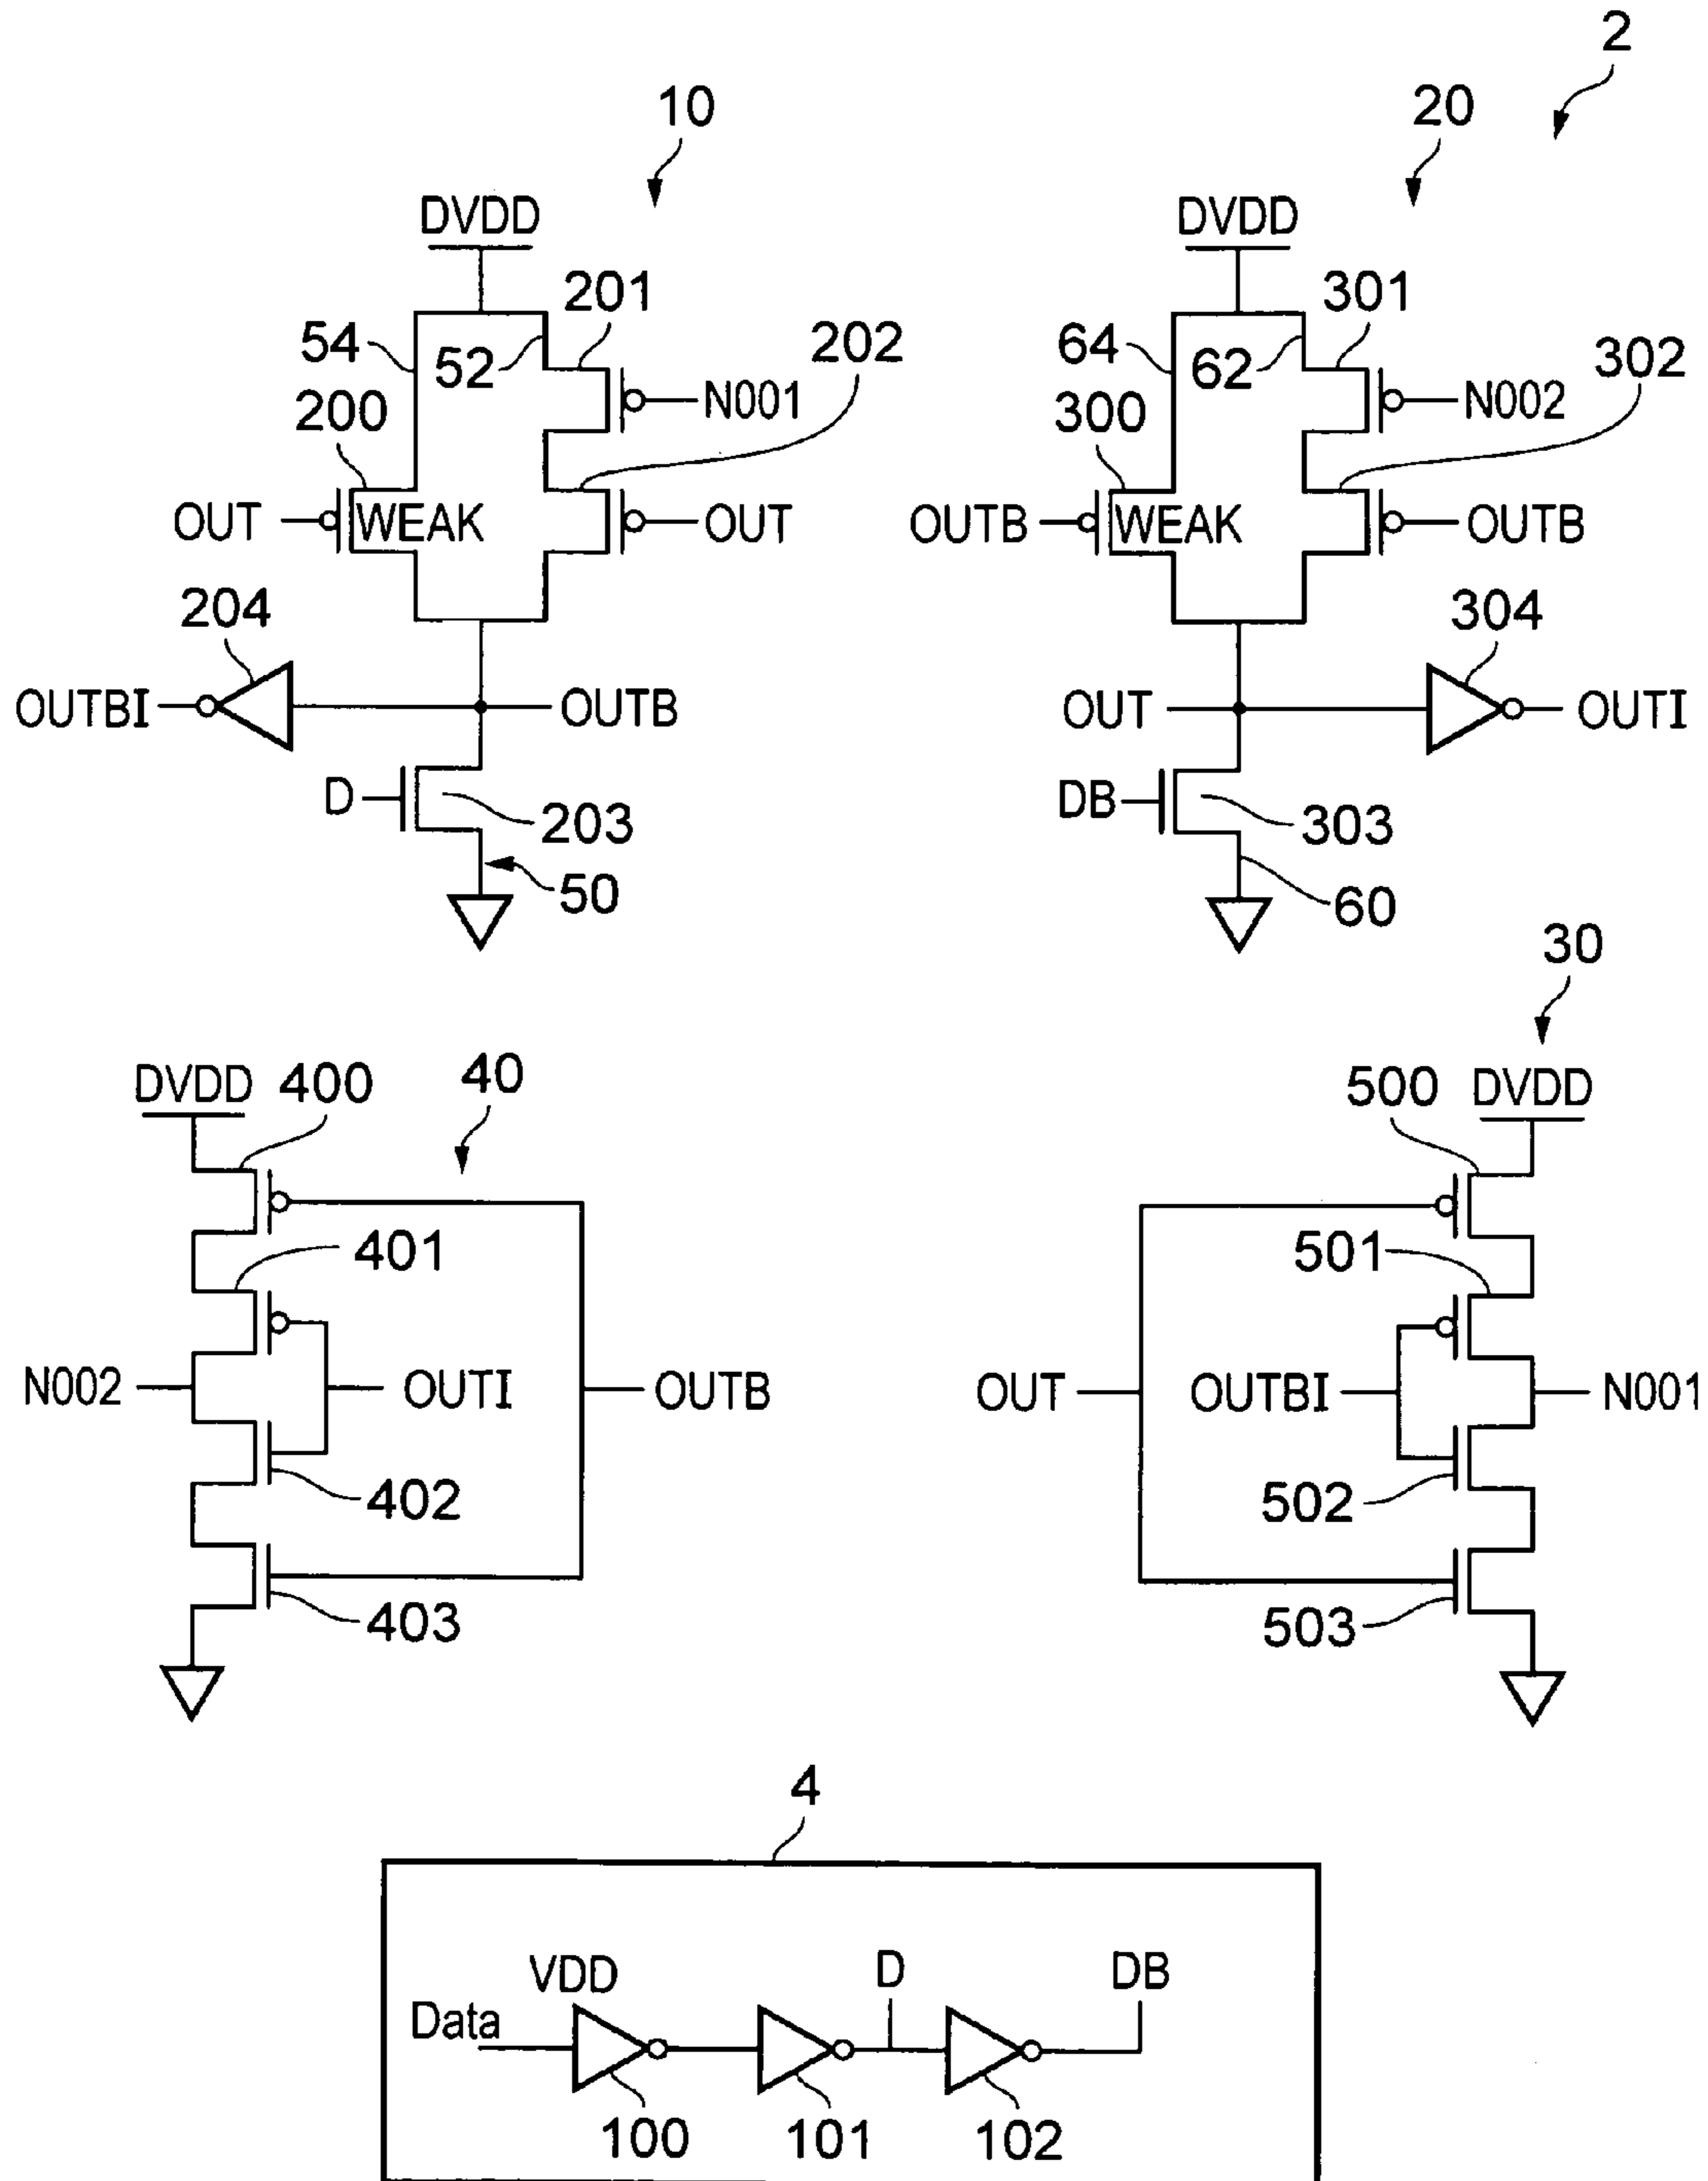 2
10
20
DVDD
DVDD
201
301
54
52
202
64
62
302
200
N001
300
N002
OUT
WEAK
OUT
OUTB
WEAK
OUTB
204
304
OUTBI
OUTB
OUT
OUTI
D
203
DB
303
50
60
30
DVDD
400
40
500
DVDD
401
501
N002
OUTI
OUTB
OUT
OUTBI
N001
402
502
403
503
4
VDD
D
DB
Data
100
101
102